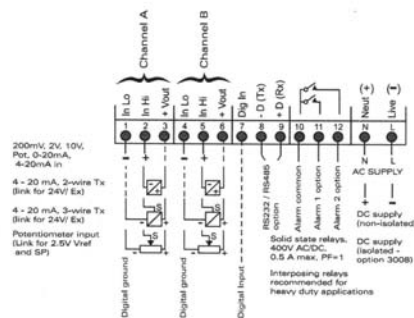 Channel A
Channel B
In Lo
In Hi
+ Vout
In Lo
In Hi
+ Vout
Dig In
- D (Tx)
+ D (Rx)
Neut (+)
Live (-)
1 2 3 4 5 6 7 8 9 10 11 12 N L
200mV, 2V, 10V,
Pot, 0-20mA,
4-20mA in
4 - 20 mA, 2-wire Tx
(link for 24V/ Ex)
4 - 20 mA, 3-wire Tx
(link for 24V/ Ex)
Potentiometer input
(Link for 2.5V Vref
and SP)
- +
- +
S
S
S
S
Digital ground
Digital ground
Digital Input
RS232 / RS485
option
Alarm common
Alarm 1 option
Alarm 2 option
Solid state relays,
400V AC/DC,
0.5 A max, PF=1
Interposing relays
recommended for
heavy duty applications
N L
AC SUPPLY
+ -
DC supply
(non-isolated)
+ -
DC supply
(isolated -
option 3008)